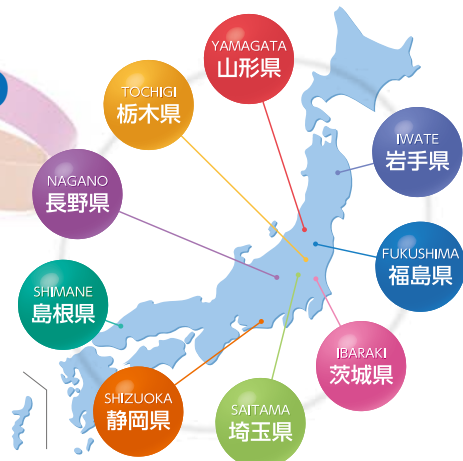 YAMAGATA
山形県
TOCHIGI
栃木県
IWATE
岩手県
NAGANO
長野県
FUKUSHIMA
福島県
SHIMANE
島根県
IBARAKI
茨城県
SHIZUOKA
静岡県
SAITAMA
埼玉県